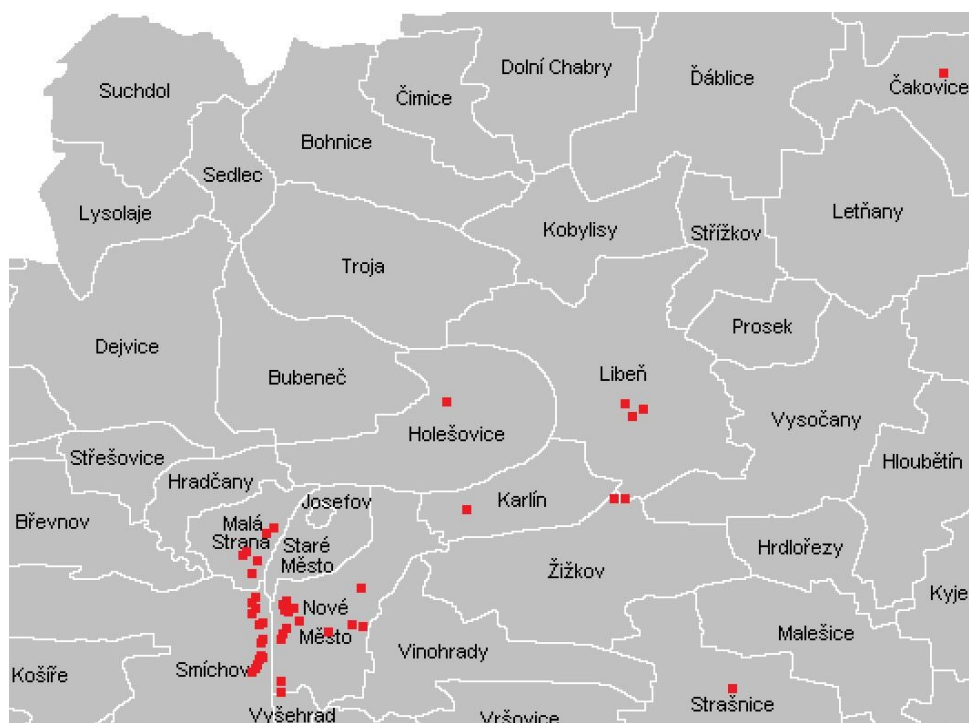 Dolní Chabry
Ďáblice
Čakovice
Suchdol
Čimice
Bohnice
Sedlec
Lysolaje
Letňany
Kobylisy
Střížkov
Troja
Prosek
Dejvice
Bubeneč
Libeň
Vysočany
Holešovice
Střešovice
Hloubětín
Hradčany
Josefov
Karlín
Břevnov
Malá
Strana
Staré
Město
Hrdlořezy
Žižkov
Kyje
Nové
Město
Malešice
Vinohrady
Košíře
Smíchov
Strašnice
Vyšehrad
Vršovice